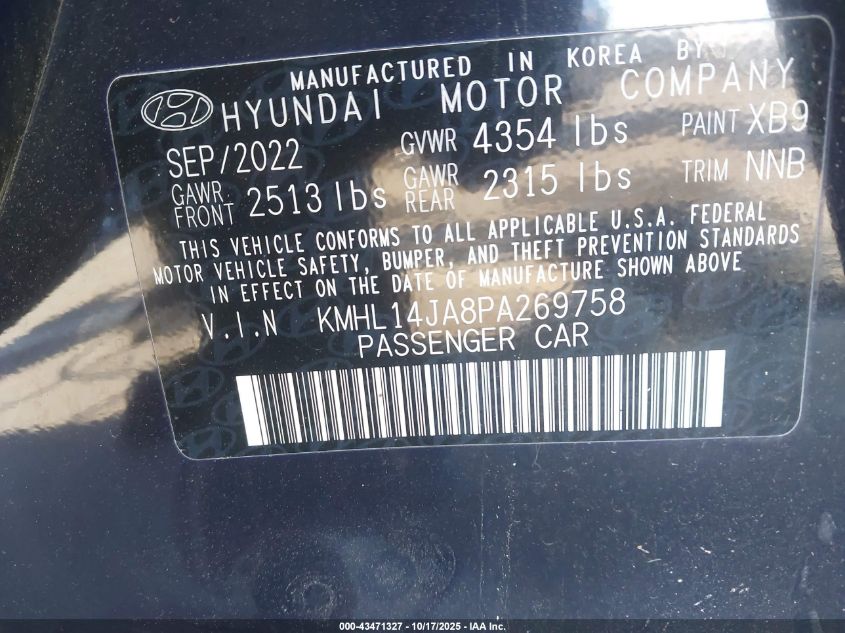 MANUFACTURED IN KOREA BY
HYUNDAI MOTOR COMPANY
SEP/2022 GVWR 4354 lbs PAINT XB9
GAWR FRONT 2513 lbs GAWR REAR 2315 lbs TRIM NNB
THIS VEHICLE CONFORMS TO ALL APPLICABLE U.S.A. FEDERAL
MOTOR VEHICLE SAFETY, BUMPER, AND THEFT PREVENTION STANDARDS
IN EFFECT ON THE DATE OF MANUFACTURE SHOWN ABOVE
V.I.N KMHL14JA8PA269758
PASSENGER CAR
000-43471327 - 10/17/2025 - IAA Inc.